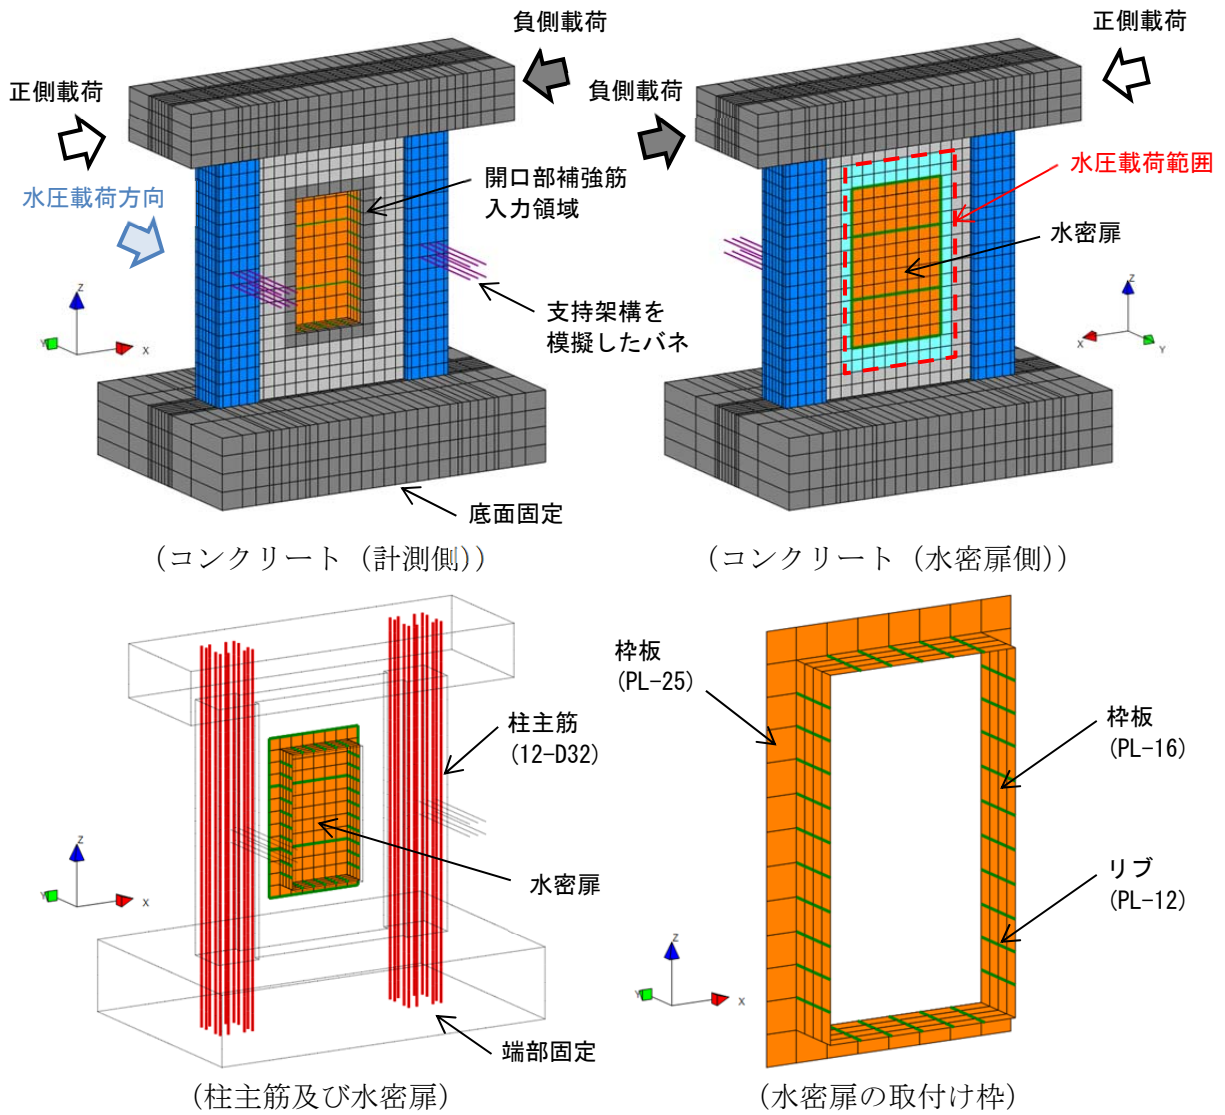 負側載荷
正側載荷
水圧載荷方向
開口部補強筋
入力領域
支持架構を
模擬したバネ
底面固定
Z
Y
X
(コンクリート(計測側))
正側載荷
負側載荷
水圧載荷範囲
水密扉
Z
X
Y
(コンクリート(水密扉側))
柱主筋
(12-D32)
水密扉
端部固定
Z
Y
X
(柱主筋及び水密扉)
枠板
(PL-25)
枠板
(PL-16)
リブ
(PL-12)
Z
Y
X
(水密扉の取付け枠)